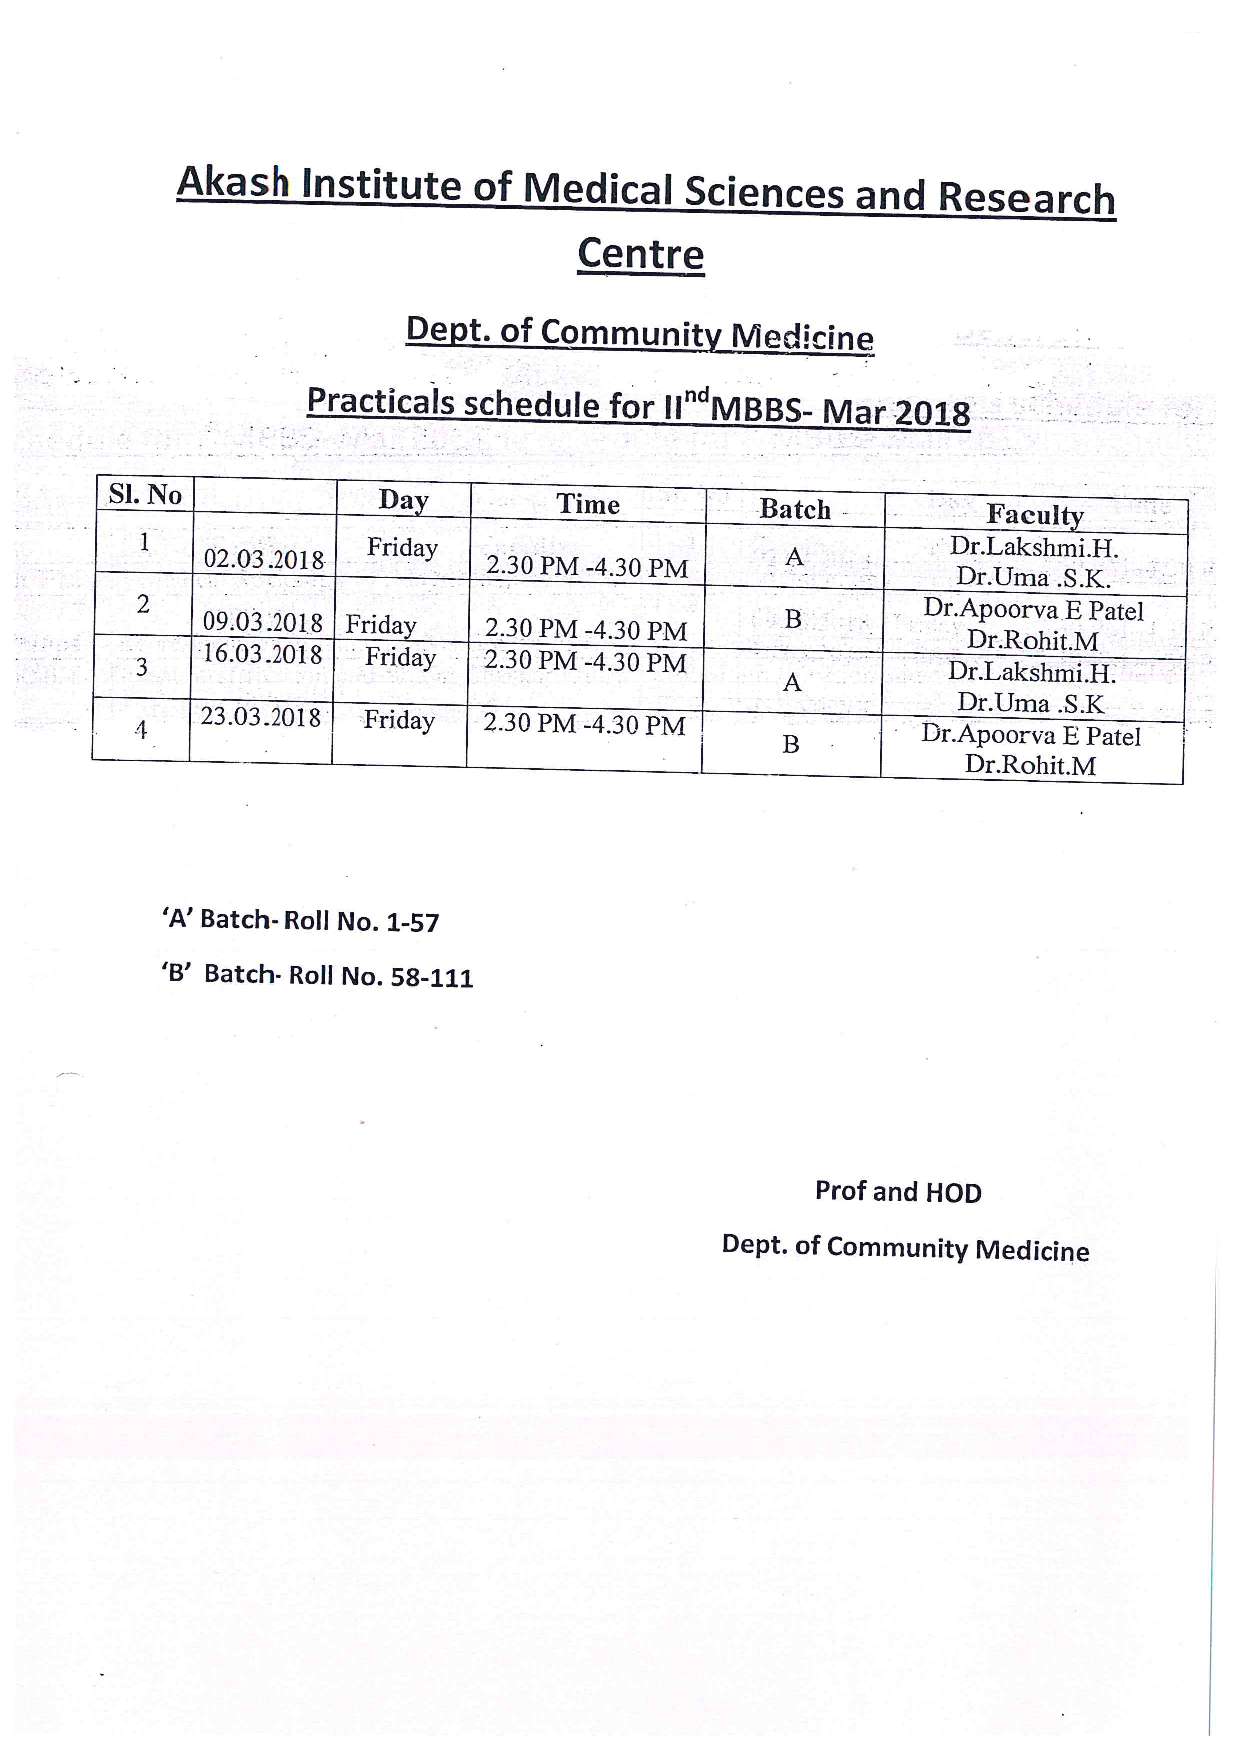 Akash Institute of Medical Sciences and Research
Centre
Dept. of Community Medicine
Practicals schedule for IIndMBBS- Mar 2018
Sl. No Day Time Batch Faculty
1 02.03.2018 Friday 2.30 PM -4.30 PM A Dr.Lakshmi.H.
Dr.Uma .S.K.
2 09.03.2018 Friday 2.30 PM -4.30 PM B Dr.Apoorva E Patel
Dr.Rohit.M
3 16.03.2018 Friday 2.30 PM -4.30 PM A Dr.Lakshmi.H.
Dr.Uma .S.K
4 23.03.2018 Friday 2.30 PM -4.30 PM B Dr.Apoorva E Patel
Dr.Rohit.M
‘A’ Batch- Roll No. 1-57
‘B’ Batch- Roll No. 58-111
Prof and HOD
Dept. of Community Medicine